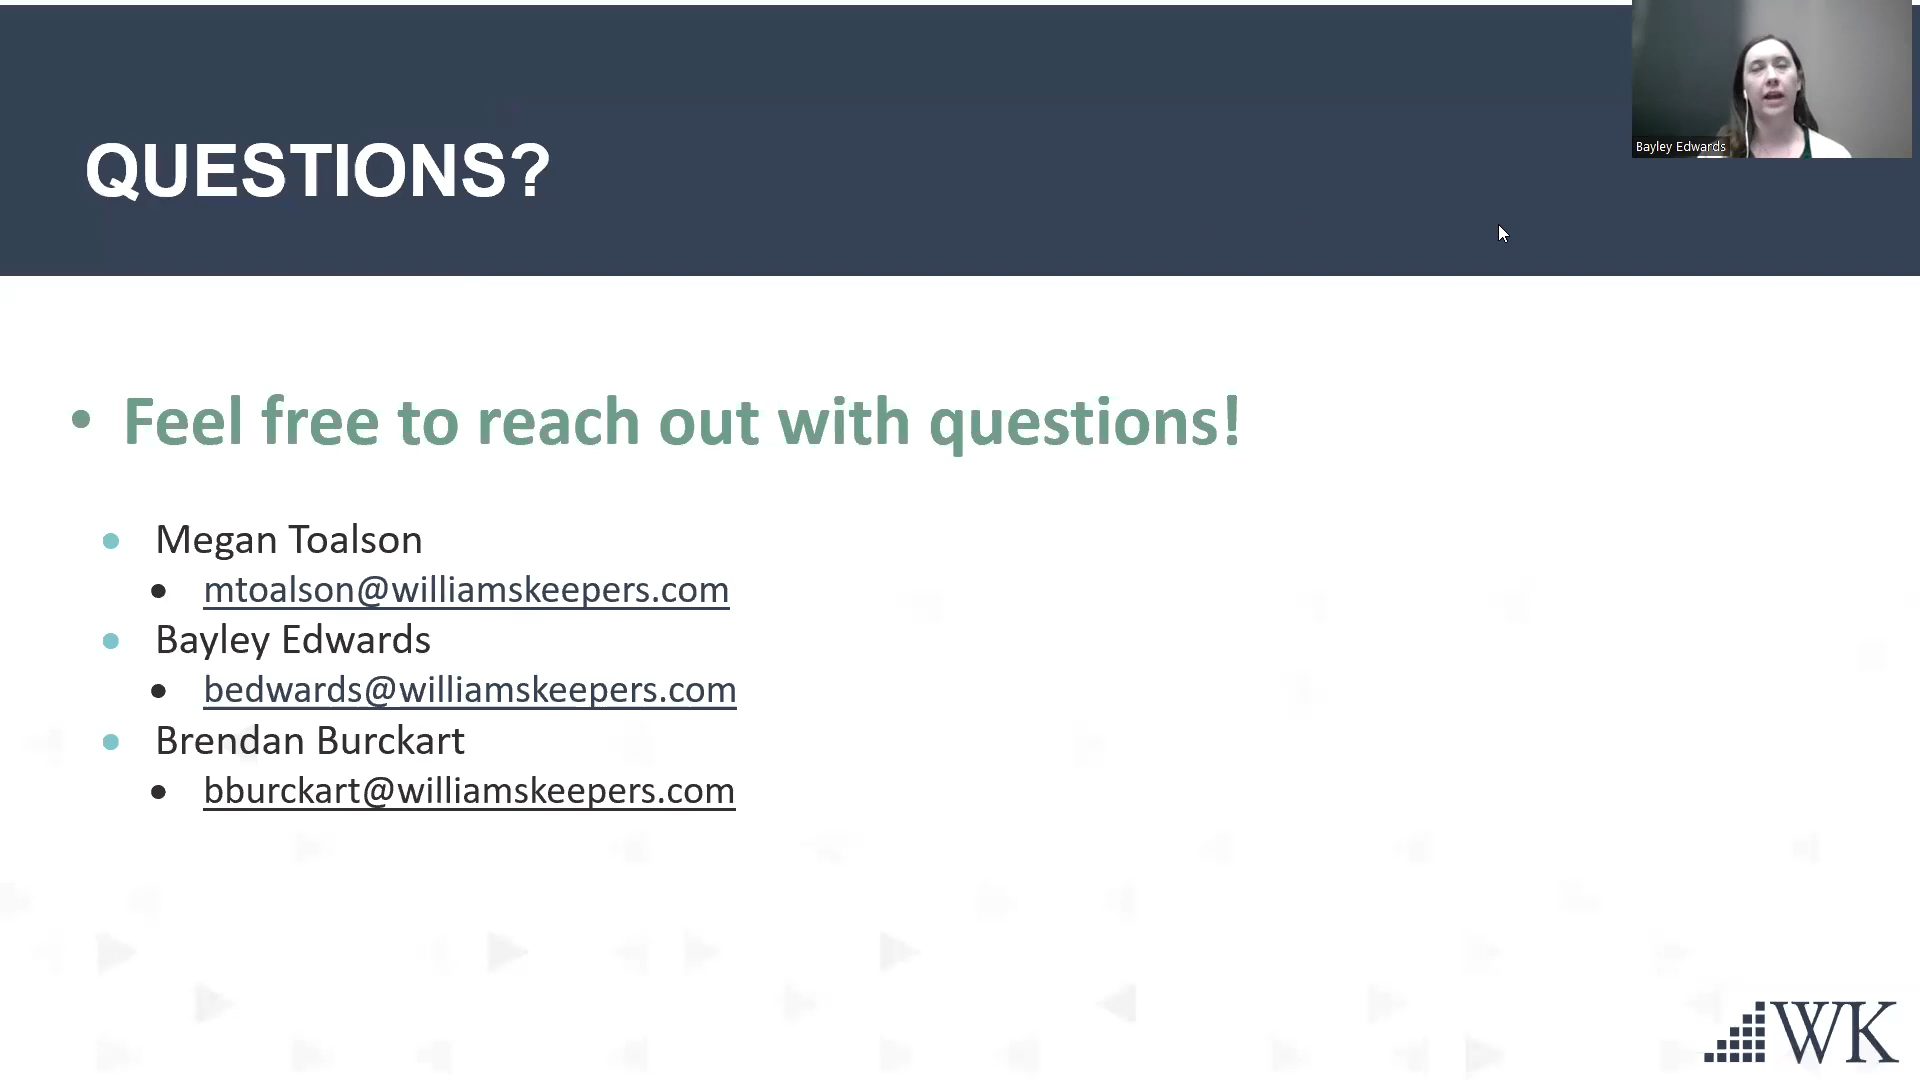 QUESTIONS?
Bayley Edwards
• Feel free to reach out with questions!
• Megan Toalson
• mtoalson@williamskeepers.com
• Bayley Edwards
• bedwards@williamskeepers.com
• Brendan Burckart
• bburckart@williamskeepers.com
WK